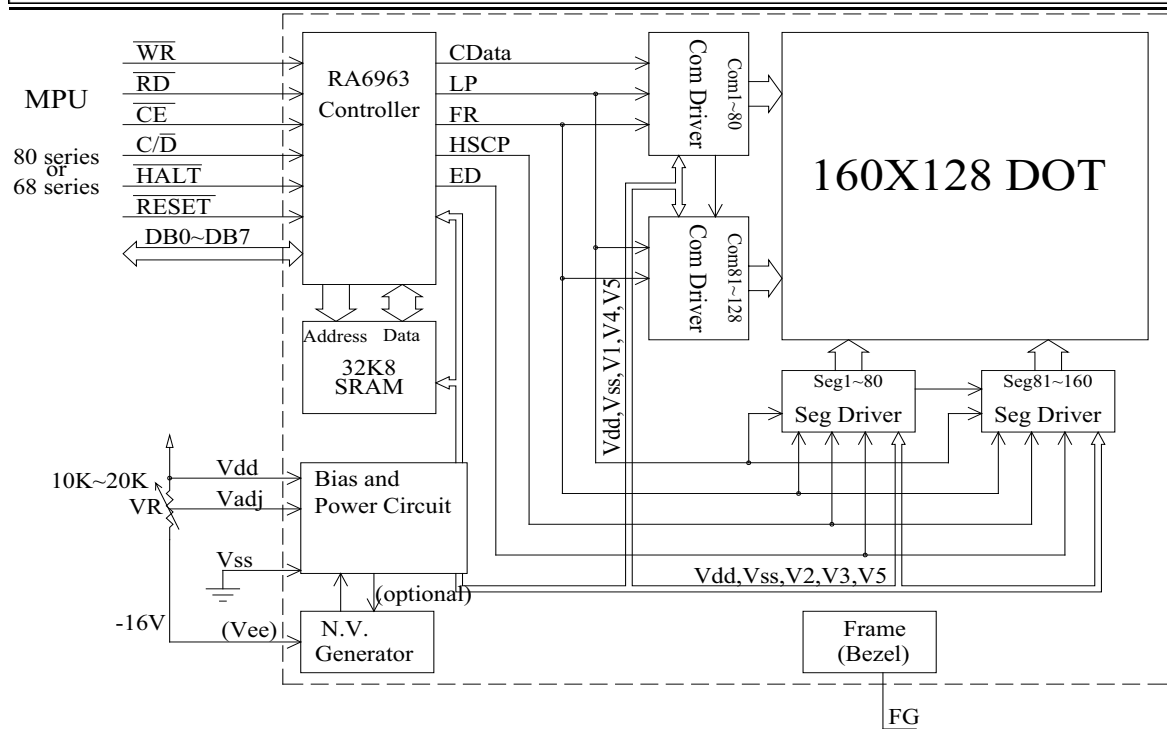 MPU
80 series
or
68 series
WR
RD
CE
C/D
HALT
RESET
DB0~DB7
RA6963
Controller
CData
LP
FR
HSCP
ED
Address Data
32K8
SRAM
Com Driver
Com1~80
Com Driver
Com81~128
160X128 DOT
Vdd,Vss,V1,V4,V5
Seg1~80
Seg Driver
Seg81~160
Seg Driver
10K~20K
VR
Vdd
Vadj
Vss
-16V
(Vee)
Bias and
Power Circuit
(optional)
N.V.
Generator
Vdd,Vss,V2,V3,V5
Frame
(Bezel)
FG